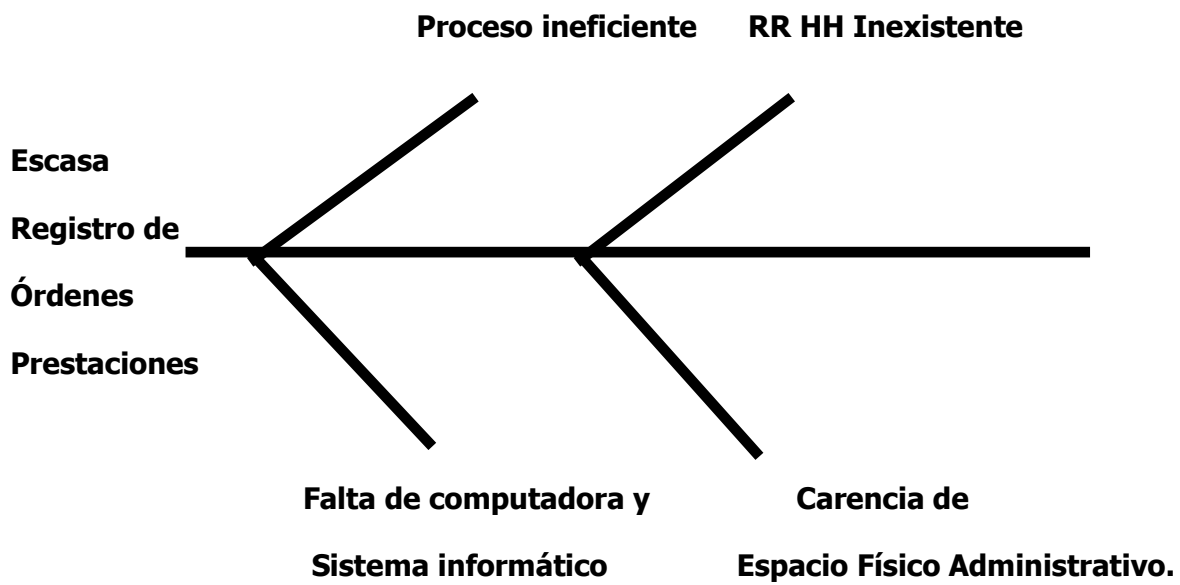 Proceso ineficiente
RR HH Inexistente
Escasa
Registro de
Órdenes
Prestaciones
Falta de computadora y
Sistema informático
Carencia de
Espacio Físico Administrativo.